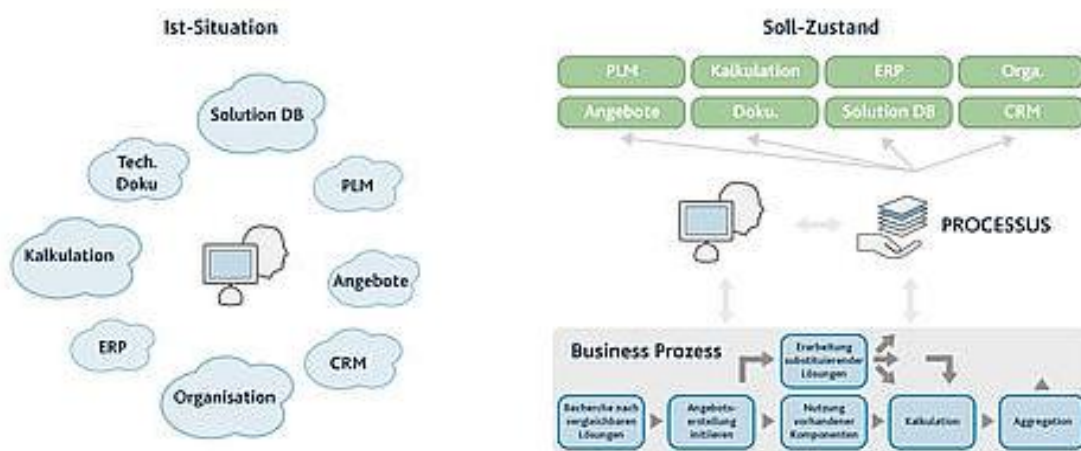 Ist-Situation
Solution DB
Tech.
Doku
PLM
Kalkulation
Angebote
ERP
CRM
Organisation
Soll-Zustand
PLM
Kalkulation
ERP
Orga.
Angebote
Doku.
Solution DB
CRM
PROCESSUS
Business Prozess
Erarbeitung
substituierender
Lösungen
Recherche nach
vergleichbaren
Lösungen
Angebots-
erstellung
initiieren
Nutzung
vorhandener
Komponenten
Kalkulation
Aggregation